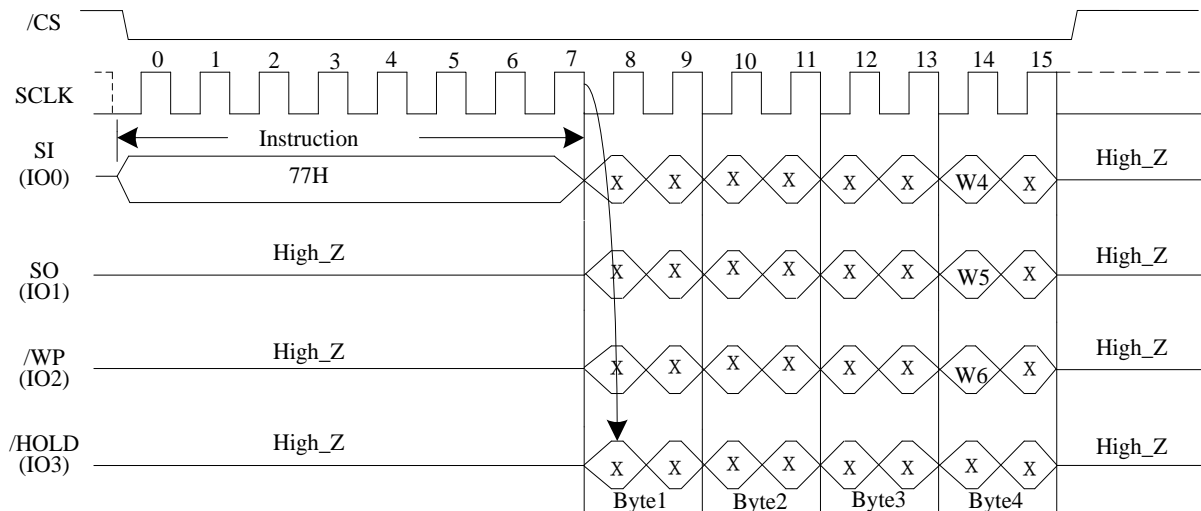 /CS
0 1 2 3 4 5 6 7 8 9 10 11 12 13 14 15
SCLK
Instruction
SI
(IO0)
77H
X X X X X X W4 X
High_Z
SO
(IO1)
High_Z
X X X X X X W5 X
High_Z
/WP
(IO2)
High_Z
X X X X X X W6 X
High_Z
/HOLD
(IO3)
High_Z
X X X X X X X X
High_Z
Byte1 Byte2 Byte3 Byte4